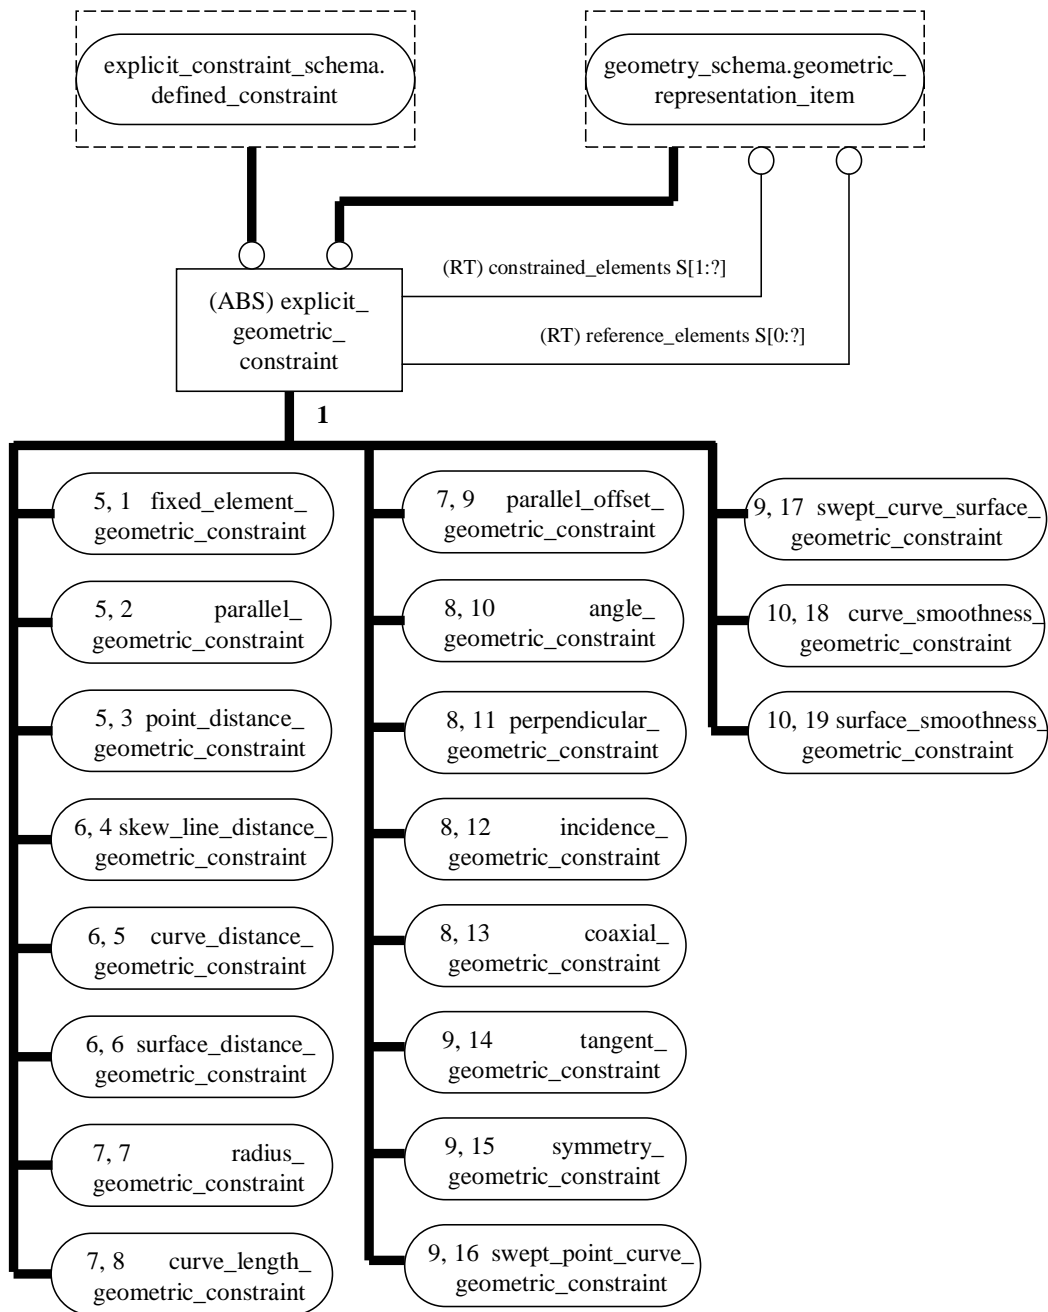 explicit_constraint_schema.
defined_constraint
geometry_schema.geometric_
representation_item
(RT) constrained_elements S[1:?]
(ABS) explicit_
geometric_
constraint
(RT) reference_elements S[0:?]
1
5, 1 fixed_element_
geometric_constraint
5, 2 parallel_
geometric_constraint
5, 3 point_distance_
geometric_constraint
6, 4 skew_line_distance_
geometric_constraint
6, 5 curve_distance_
geometric_constraint
6, 6 surface_distance_
geometric_constraint
7, 7 radius_
geometric_constraint
7, 8 curve_length_
geometric_constraint
7, 9 parallel_offset_
geometric_constraint
8, 10 angle_
geometric_constraint
8, 11 perpendicular_
geometric_constraint
8, 12 incidence_
geometric_constraint
8, 13 coaxial_
geometric_constraint
9, 14 tangent_
geometric_constraint
9, 15 symmetry_
geometric_constraint
9, 16 swept_point_curve_
geometric_constraint
9, 17 swept_curve_surface_
geometric_constraint
10, 18 curve_smoothness_
geometric_constraint
10, 19 surface_smoothness_
geometric_constraint